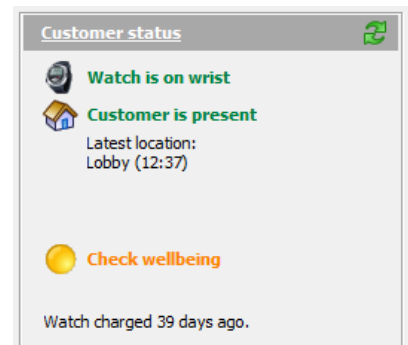 Customer status
Watch is on wrist
Customer is present
Latest location:
Lobby (12:37)
Check wellbeing
Watch charged 39 days ago.